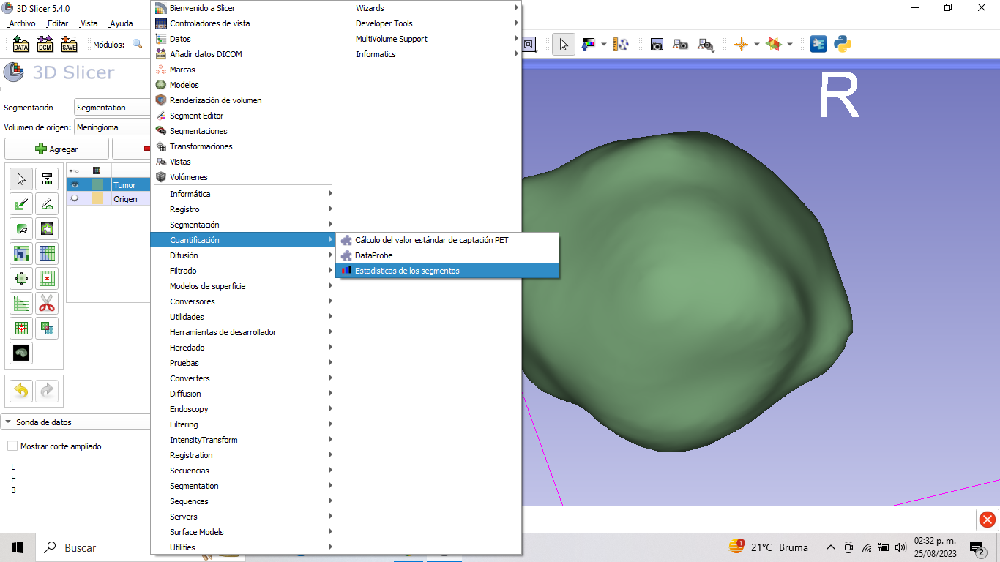 3D Slicer 5.4.0
Archivo Editar Vista Ayuda
DATA DCM SAVE Módulos:
3D Slicer
Segmentación Segmentation
Volumen de origen: Meningioma
Agregar
Tumor
Origen
Sonda de datos
Mostrar corte ampliado
L
F
B
Bienvenido a Slicer
Controladores de vista
Datos
Añadir datos DICOM
Marcas
Modelos
Renderización de volumen
Segment Editor
Segmentaciones
Transformaciones
Vistas
Volúmenes
Informática
Registro
Segmentación
Cuantificación
Difusión
Filtrado
Modelos de superficie
Conversores
Utilidades
Herramientas de desarrollador
Heredado
Pruebas
Converters
Diffusion
Endoscopy
Filtering
IntensityTransform
Registration
Secuencias
Segmentation
Sequences
Servers
Surface Models
Utilities
Wizards
Developer Tools
MultiVolume Support
Informatics
Cálculo del valor estándar de captación PET
DataProbe
Estadisticas de los segmentos
R
Buscar
1
21°C Bruma
02:32 p. m.
25/08/2023
2